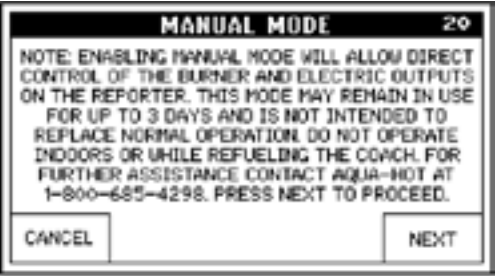 MANUAL MODE 20
NOTE: ENABLING MANUAL MODE WILL ALLOW DIRECT
CONTROL OF THE BURNER AND ELECTRIC OUTPUTS
ON THE REPORTER. THIS MODE MAY REMAIN IN USE
FOR UP TO 3 DAYS AND IS NOT INTENDED TO
REPLACE NORMAL OPERATION. DO NOT OPERATE
INDOORS OR WHILE REFUELING THE COACH. FOR
FURTHER ASSISTANCE CONTACT AQUA-HOT AT
1-800-685-4298. PRESS NEXT TO PROCEED.
CANCEL NEXT